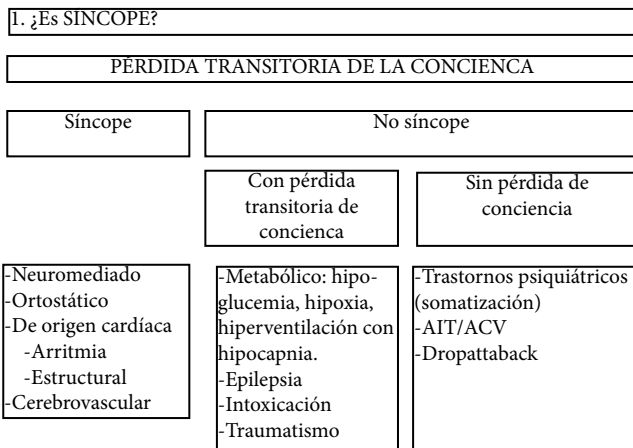 1. ¿Es SINCOPE?
PÉRDIDA TRANSITORIA DE LA CONCIENCA
Síncope
No síncope
Con pérdida
transitoria de
concienca
Sin pérdida de
conciencia
-Neuromediado
-Ortostático
-De origen cardíaca
-Arritmia
-Estructural
-Cerebrovascular
-Metabólico: hipo-
glucemia, hipoxia,
hiperventilación con
hipocapnia.
-Epilepsia
-Intoxicación
-Traumatismo
-Trastornos psiquiátricos
(somatización)
-AIT/ACV
-Dropattaback